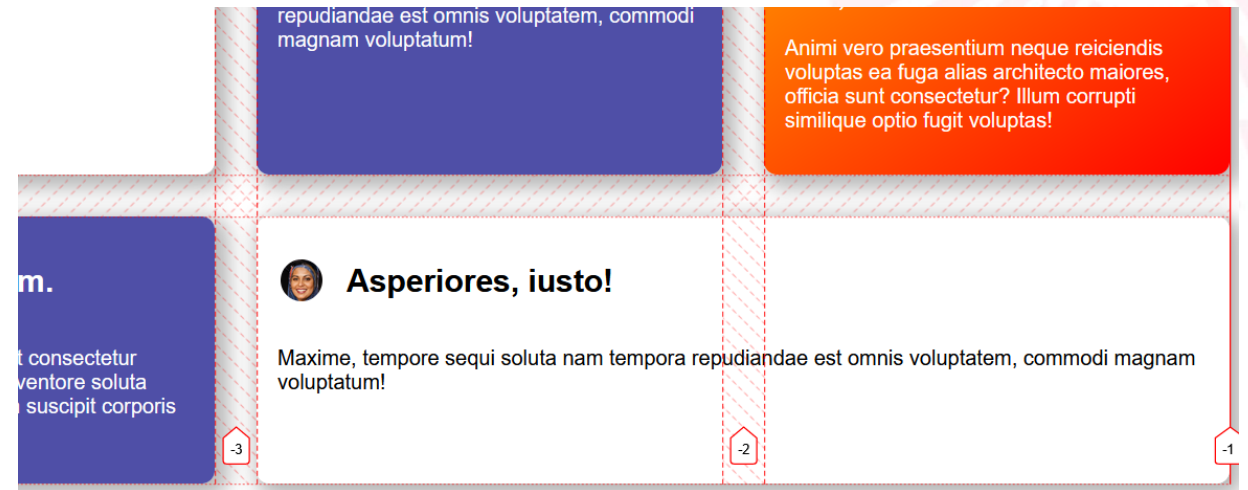 repudiandae est omnis voluptatem, commodi
magnam voluptatum!
Animi vero praesentium neque reiciendis
voluptas ea fuga alias architecto maiores,
officia sunt consectetur? Illum corrupti
similique optio fugit voluptas!
m.
t consectetur
ventore soluta
suscipit corporis
Asperiores, iusto!
Maxime, tempore sequi soluta nam tempora repudiandae est omnis voluptatem, commodi magnam
voluptatum!
-3
-2
-1